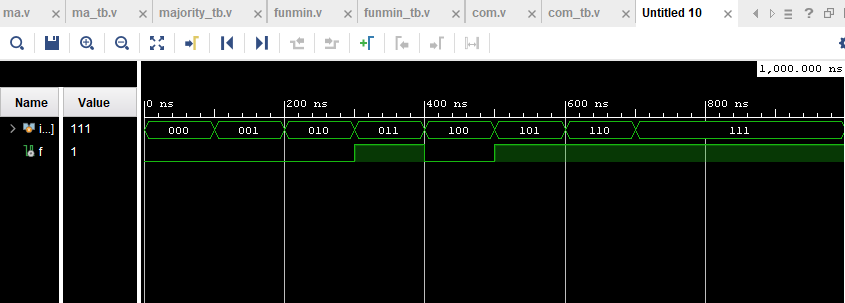 ma.v ma_tb.v majority_tb.v funmin.v funmin_tb.v com.v com_tb.v Untitled 10
1,000.000 ns
Name Value
0 ns 200 ns 400 ns 600 ns 800 ns
i...] 111 000 001 010 011 100 101 110 111
f 1